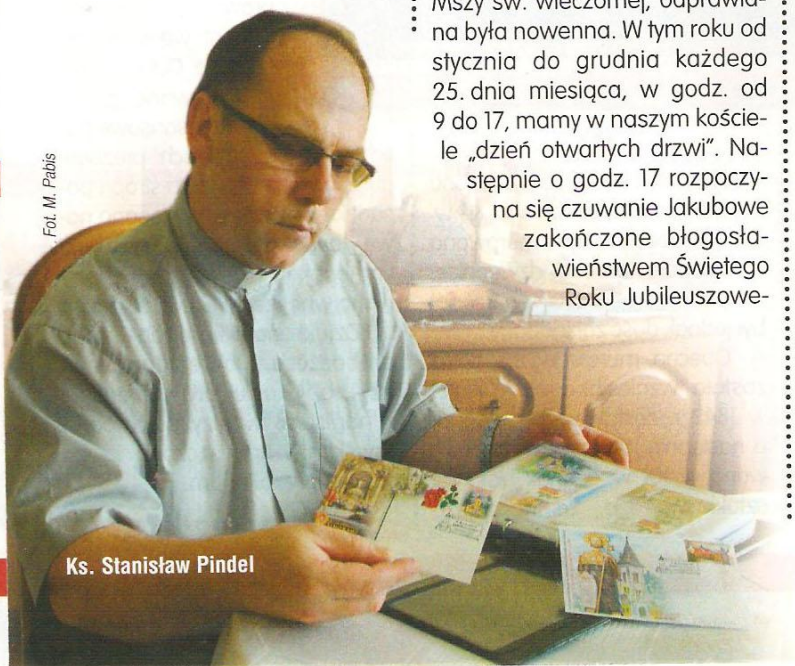 Mszy św. wieczornej, odprawia-
na była nowenna. W tym roku od
stycznia do grudnia każdego
25. dnia miesiąca, w godz. od
9 do 17, mamy w naszym koście-
le „dzień otwartych drzwi”. Na-
stępnie o godz. 17 rozpoczy-
na się czuwanie Jakubowe
zakończone błogosła-
wieństwem Świętego
Roku Jubileuszowe-
Fot. M. Pabis
Ks. Stanisław Pindel